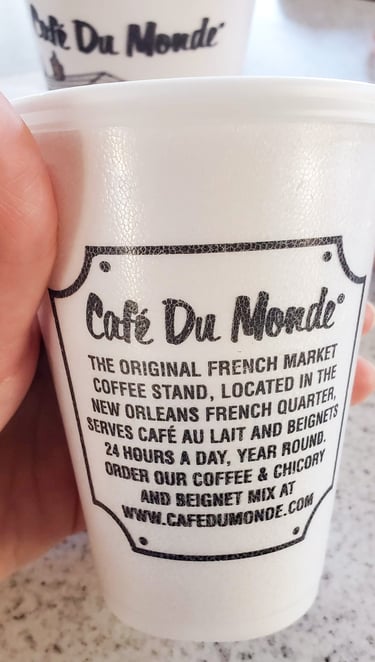 Café Du Monde®
Café Du Monde®
THE ORIGINAL FRENCH MARKET
COFFEE STAND, LOCATED IN THE
NEW ORLEANS FRENCH QUARTER,
SERVES CAFÉ AU LAIT AND BEIGNETS
24 HOURS A DAY, YEAR ROUND.
ORDER OUR COFFEE & CHICORY
AND BEIGNET MIX AT
WWW.CAFEDUMONDE.COM